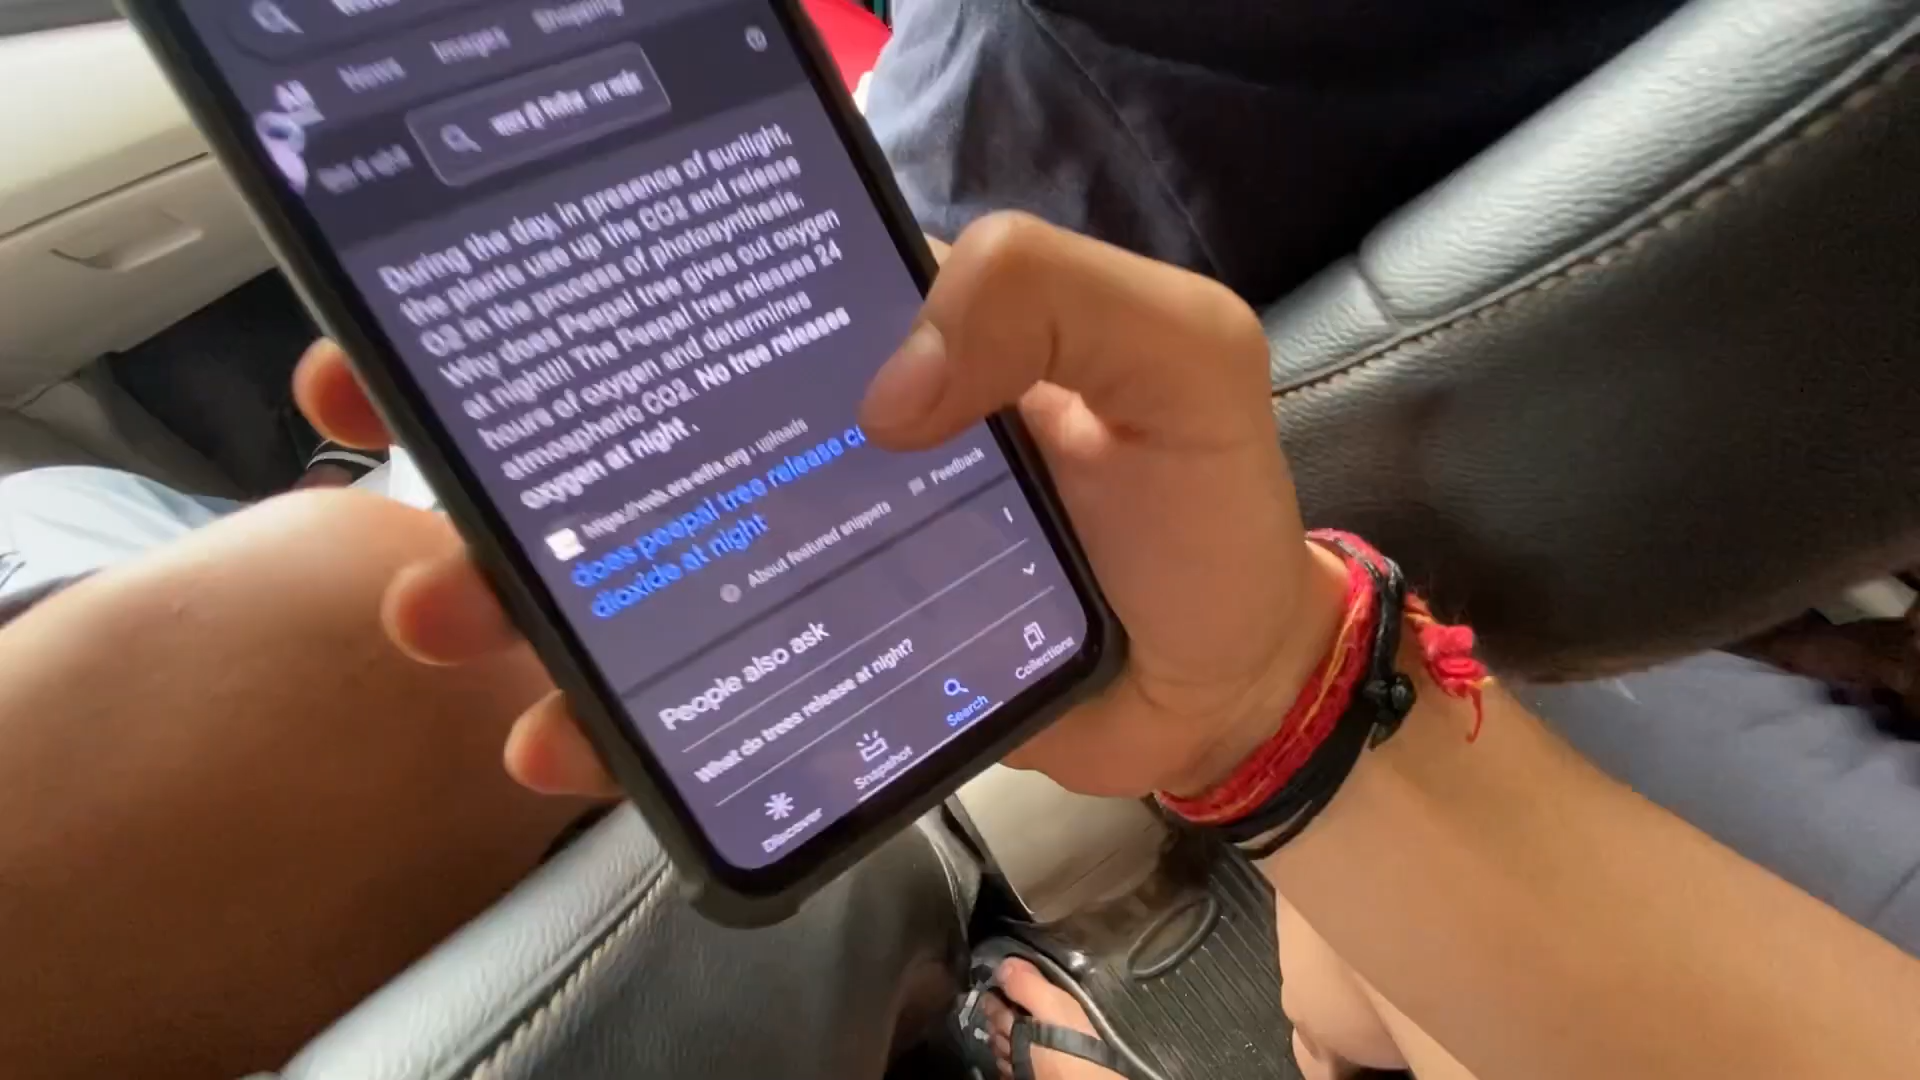 All News Images Shopping
During the day, in presence of sunlight,
the plants use up the CO2 and release
O2 in the process of photosynthesis.
Why does Peepal tree gives out oxygen
at night!!! The Peepal tree releases 24
hours of oxygen and determines
atmospheric CO2. No tree releases
oxygen at night .
› uploads
does peepal tree release
dioxide at night
About featured snippets
Feedback
People also ask
What do trees release at night?
Discover
Snapshot
Search
Collections